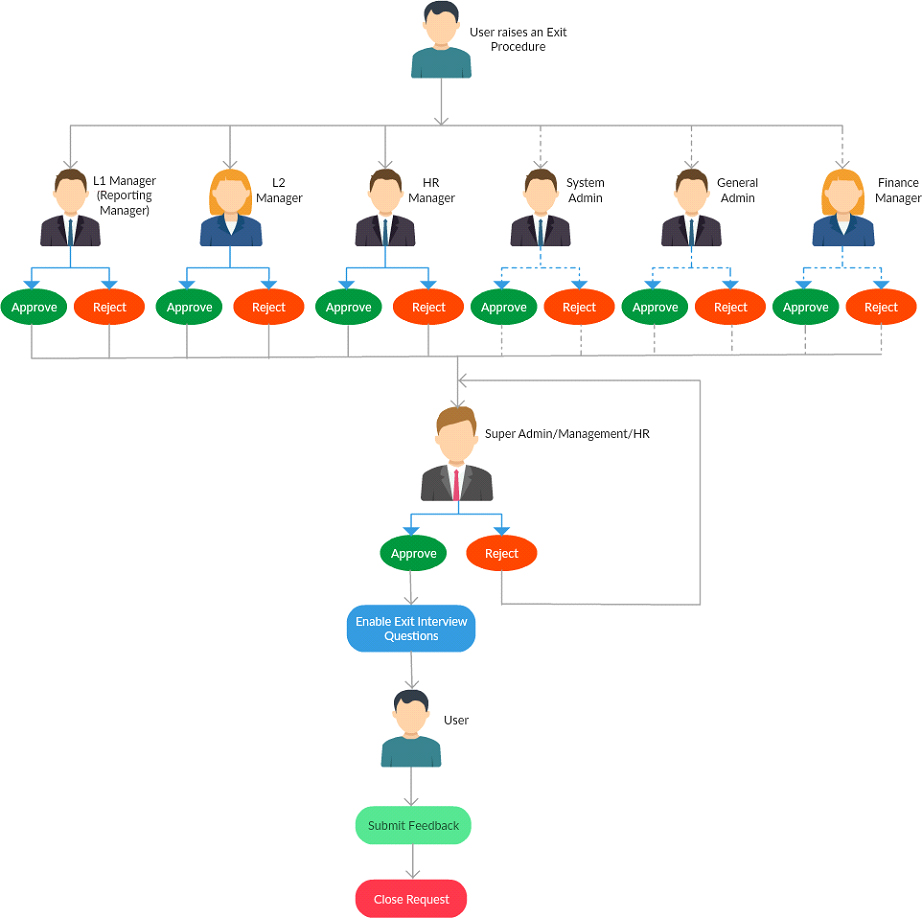 User raises an Exit
Procedure
L1 Manager
(Reporting
Manager)
L2
Manager
HR
Manager
System
Admin
General
Admin
Finance
Manager
Approve
Reject
Approve
Reject
Approve
Reject
Approve
Reject
Approve
Reject
Approve
Reject
Super Admin/Management/HR
Approve
Reject
Enable Exit Interview
Questions
User
Submit Feedback
Close Request